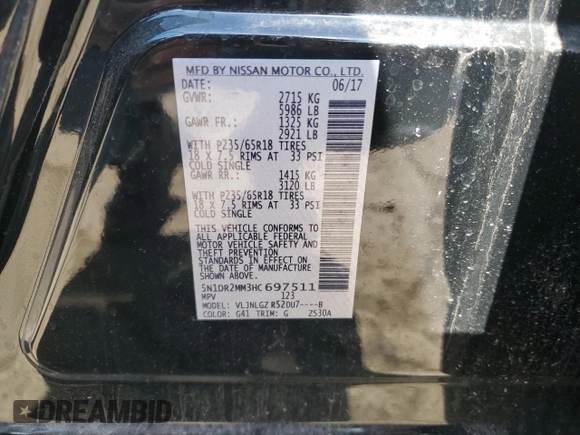 MFD BY NISSAN MOTOR CO., LTD.
DATE: 06/17
GVWR: 2715 KG
5986 LB
GAWR FR.: 1325 KG
2921 LB
WITH P235/65R18 TIRES
18 X 7.5 RIMS AT 33 PSI
COLD SINGLE
GAWR RR.: 1415 KG
3120 LB
WITH P235/65R18 TIRES
18 X 7.5 RIMS AT 33 PSI
COLD SINGLE
THIS VEHICLE CONFORMS TO
ALL APPLICABLE FEDERAL
MOTOR VEHICLE SAFETY AND
THEFT PREVENTION
STANDARDS IN EFFECT ON
THE DATE OF MANUFACTURE
SHOWN ABOVE.
5N1DR2MM3HC697511
MPV 123
MODEL: VLJNLGZ R52DU7----B
COLOR: G41 TRIM: G Z530A
DREAMBID